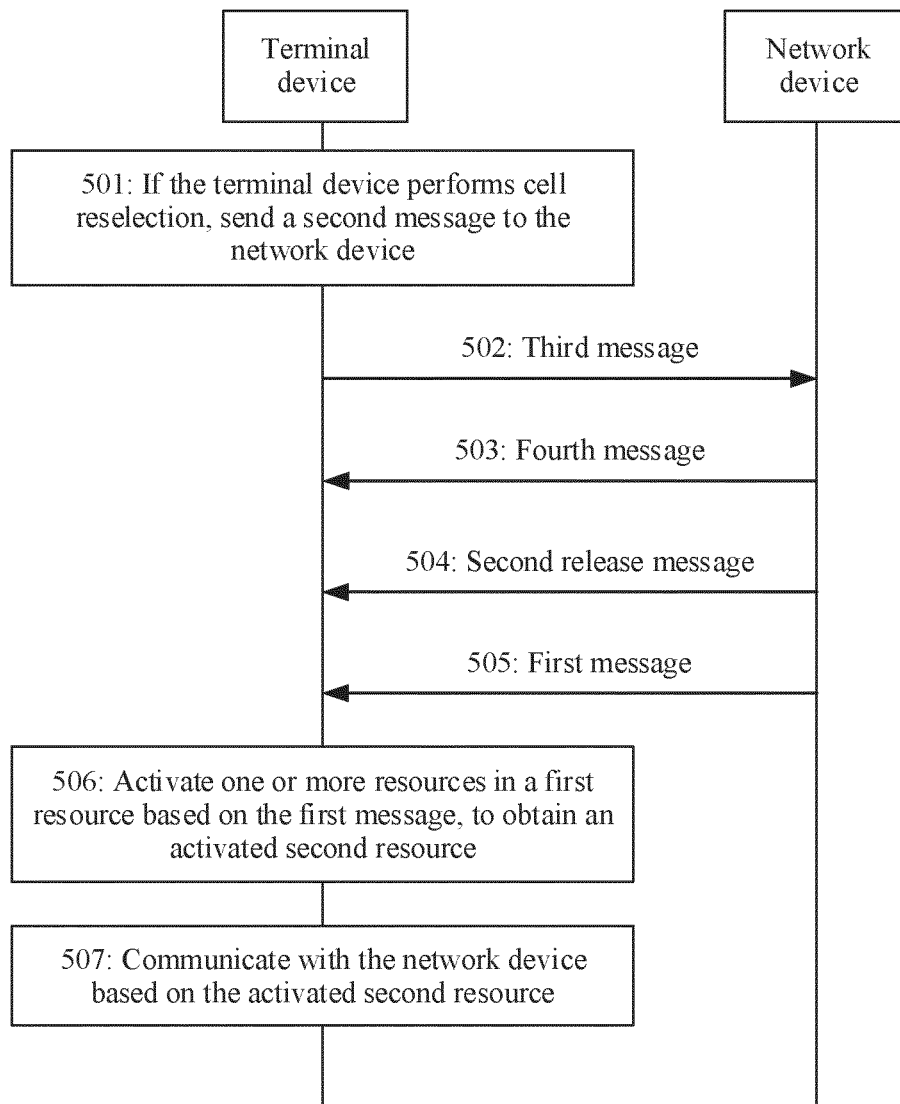 Terminal
device
Network
device
501: If the terminal device performs cell
reselection, send a second message to the
network device
502: Third message
503: Fourth message
504: Second release message
505: First message
506: Activate one or more resources in a first
resource based on the first message, to obtain an
activated second resource
507: Communicate with the network device
based on the activated second resource